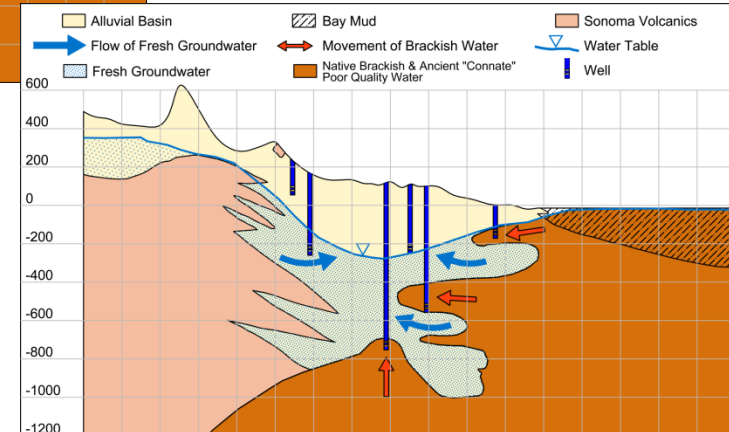 Alluvial Basin
Bay Mud
Sonoma Volcanics
Flow of Fresh Groundwater
Movement of Brackish Water
Water Table
Fresh Groundwater
Native Brackish & Ancient "Connate"
Poor Quality Water
Well
600
400
200
0
-200
-400
-600
-800
-1000
-1200